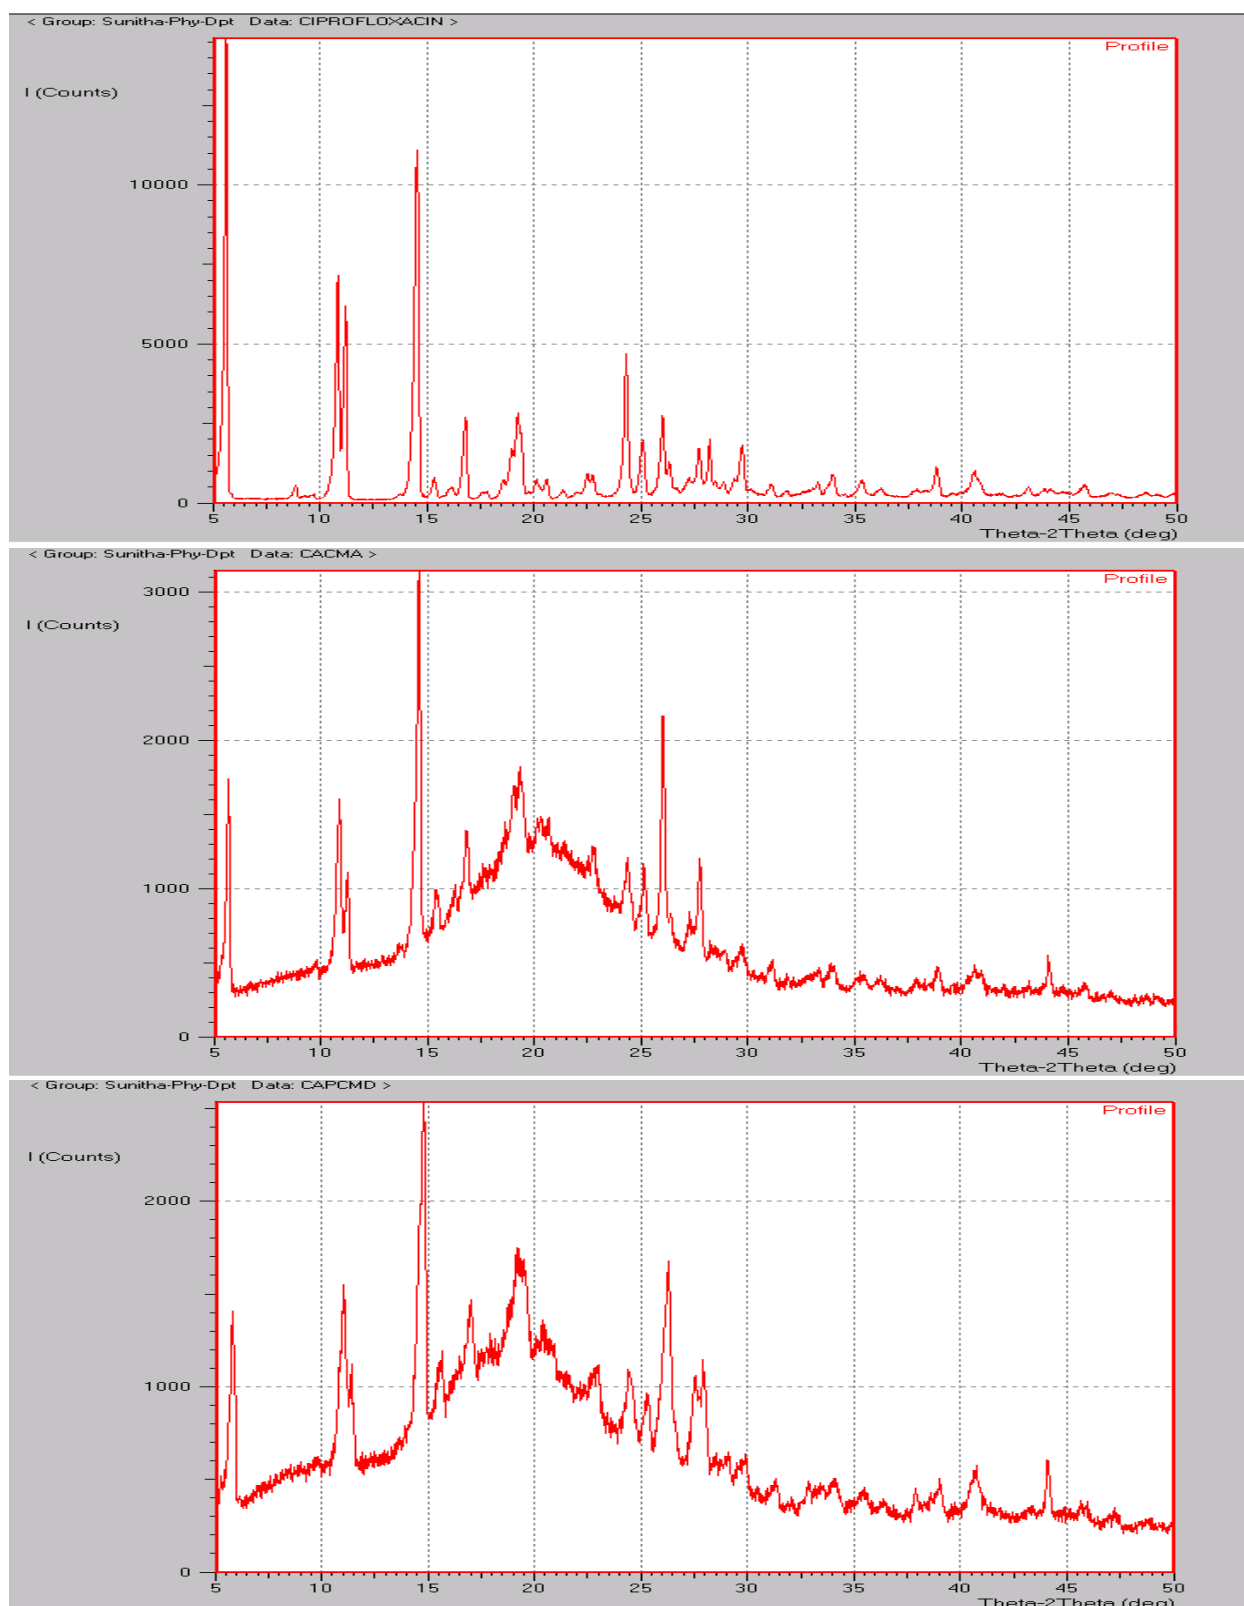 < Group: Sunitha-Phy-Dpt   Data: CIPROFLOXACIN >
Profile
I (Counts)
10000
5000
0
5 10 15 20 25 30 35 40 45 50
Theta-2Theta (deg)
< Group: Sunitha-Phy-Dpt   Data: CACMA >
Profile
3000
I (Counts)
2000
1000
0
5 10 15 20 25 30 35 40 45 50
Theta-2Theta (deg)
< Group: Sunitha-Phy-Dpt   Data: CAPCMD >
Profile
I (Counts)
2000
1000
0
5 10 15 20 25 30 35 40 45 50
Theta-2Theta (deg)